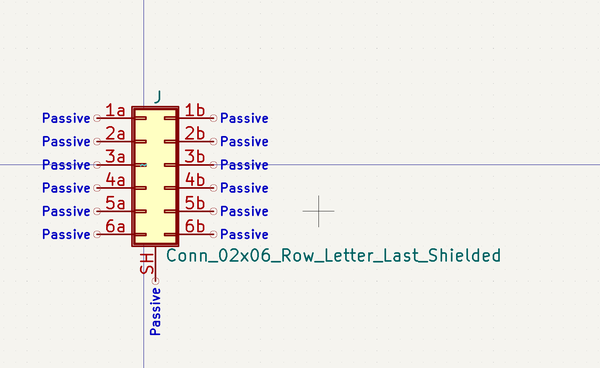 J
Passive 1a 1b Passive
Passive 2a 2b Passive
Passive 3a 3b Passive
Passive 4a 4b Passive
Passive 5a 5b Passive
Passive 6a 6b Passive
SH
Conn_02x06_Row_Letter_Last_Shielded
Passive